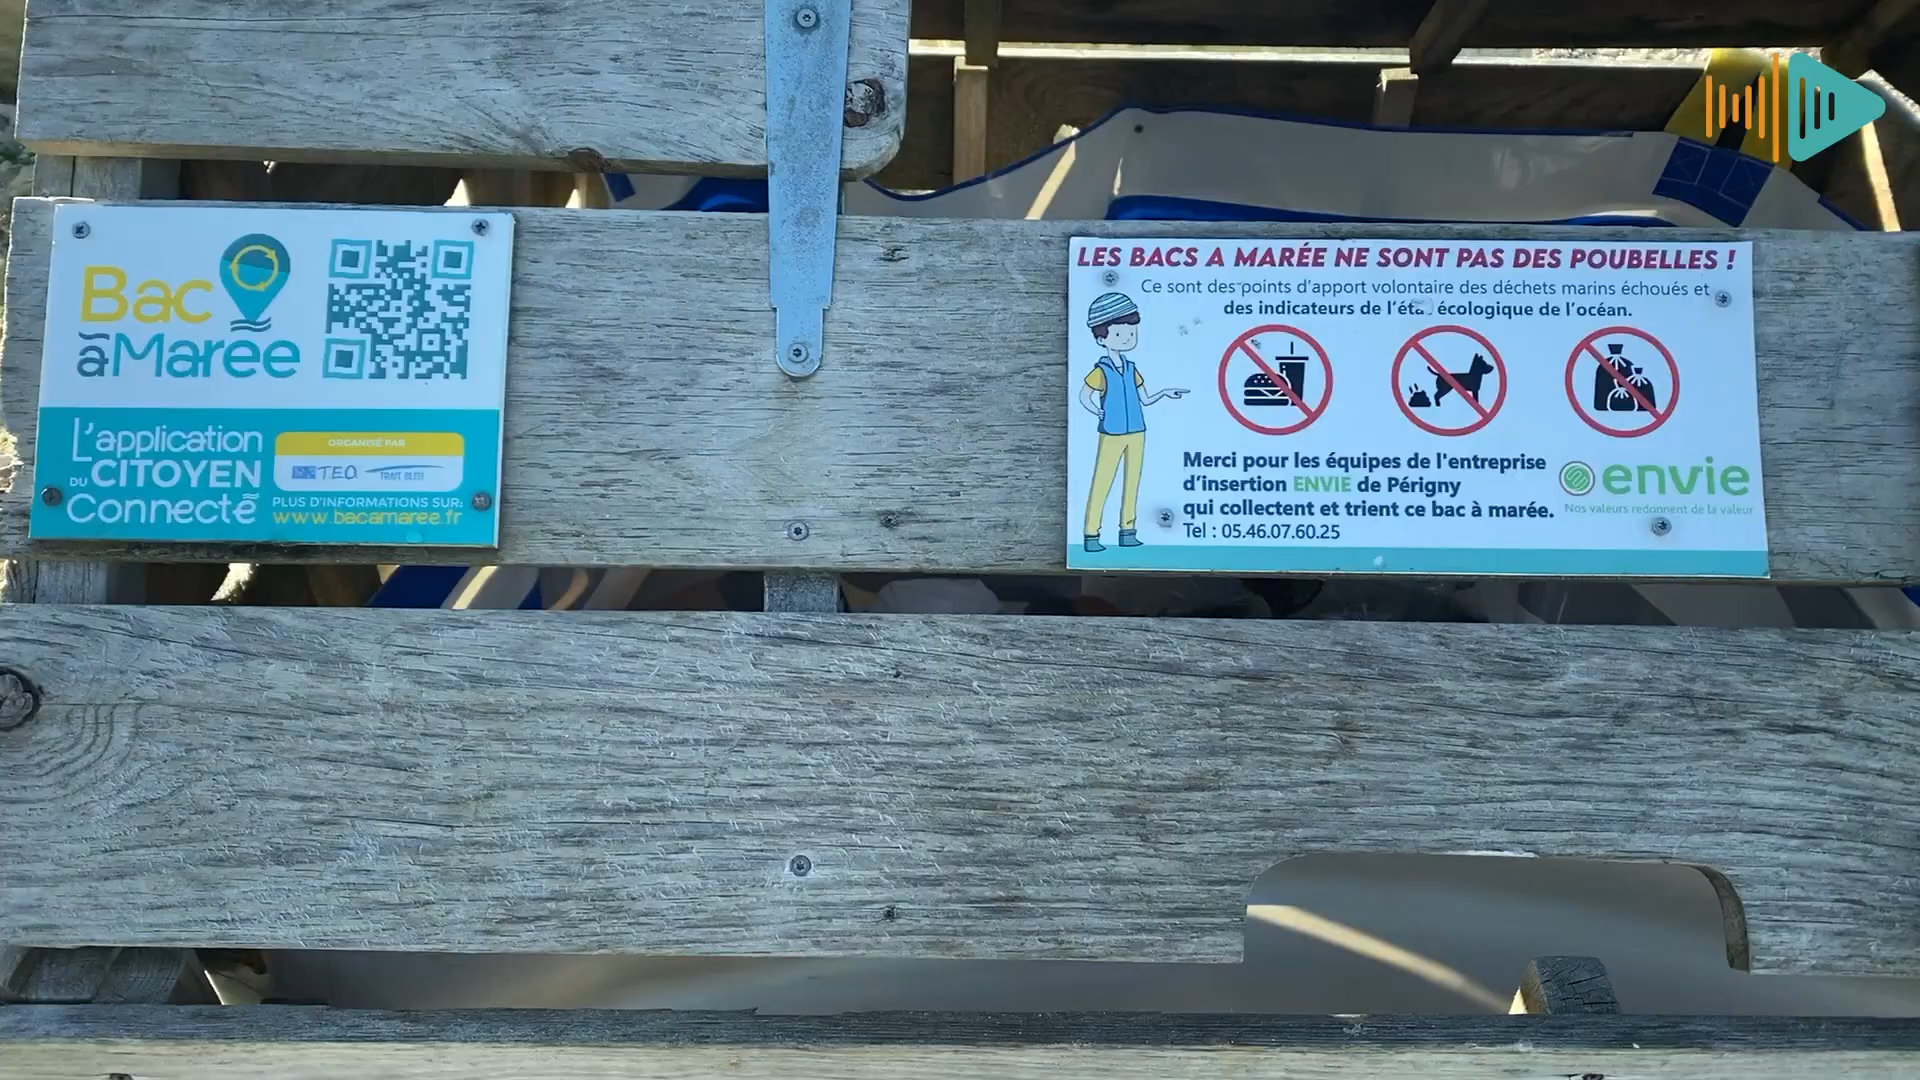 Bac
à Marée
L'application
DU CITOYEN
Connecté
ORGANISÉ PAR
TEO TRAIT BLEU
PLUS D'INFORMATIONS SUR:
www.bacamaree.fr
LES BACS A MARÉE NE SONT PAS DES POUBELLES !
Ce sont des points d'apport volontaire des déchets marins échoués et
des indicateurs de l'état écologique de l'océan.
Merci pour les équipes de l'entreprise
d'insertion ENVIE de Périgny
qui collectent et trient ce bac à marée.
Tel : 05.46.07.60.25
envie
Nos valeurs redonnent de la valeur